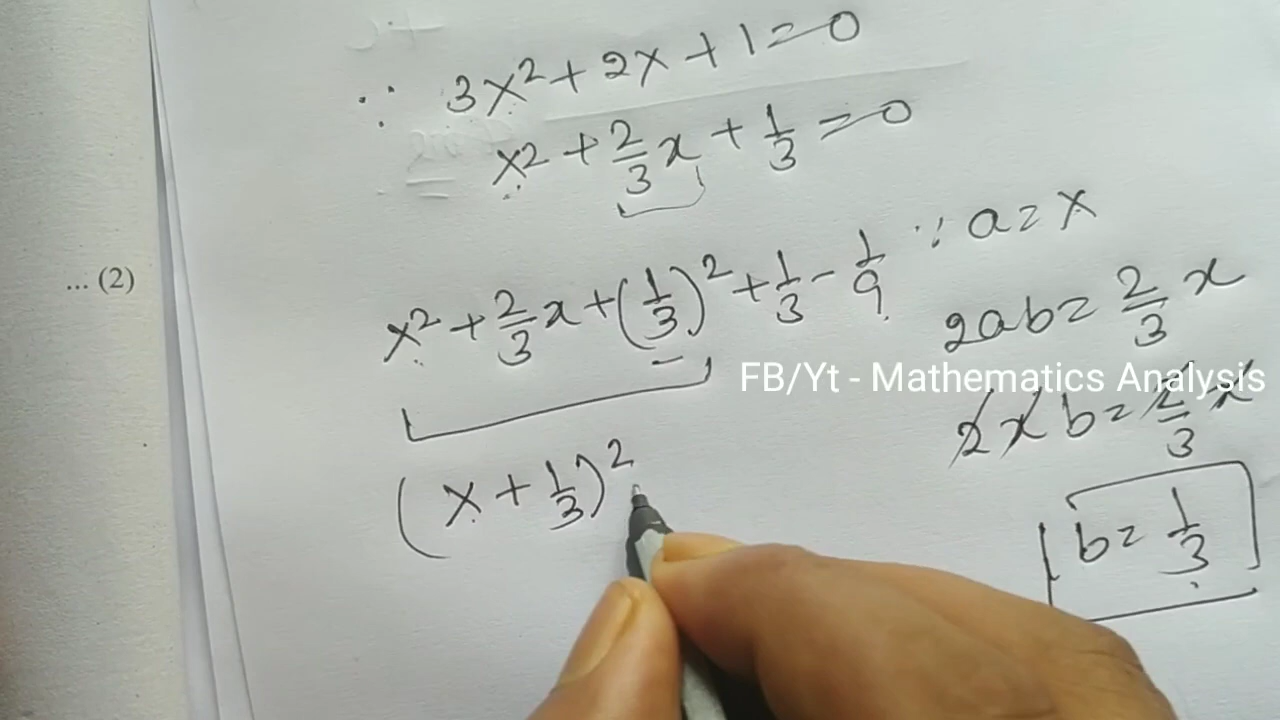 ∵ 3x² + 2x + 1 = 0
x² + 2/3 x + 1/3 = 0
... (2)
x² + 2/3 x + (1/3)² + 1/3 - 1/9 ∵ a = x
2ab = 2/3 x
FB/Yt - Mathematics Analysis
2x b = 2/3 x
(x + 1/3)²
b = 1/3